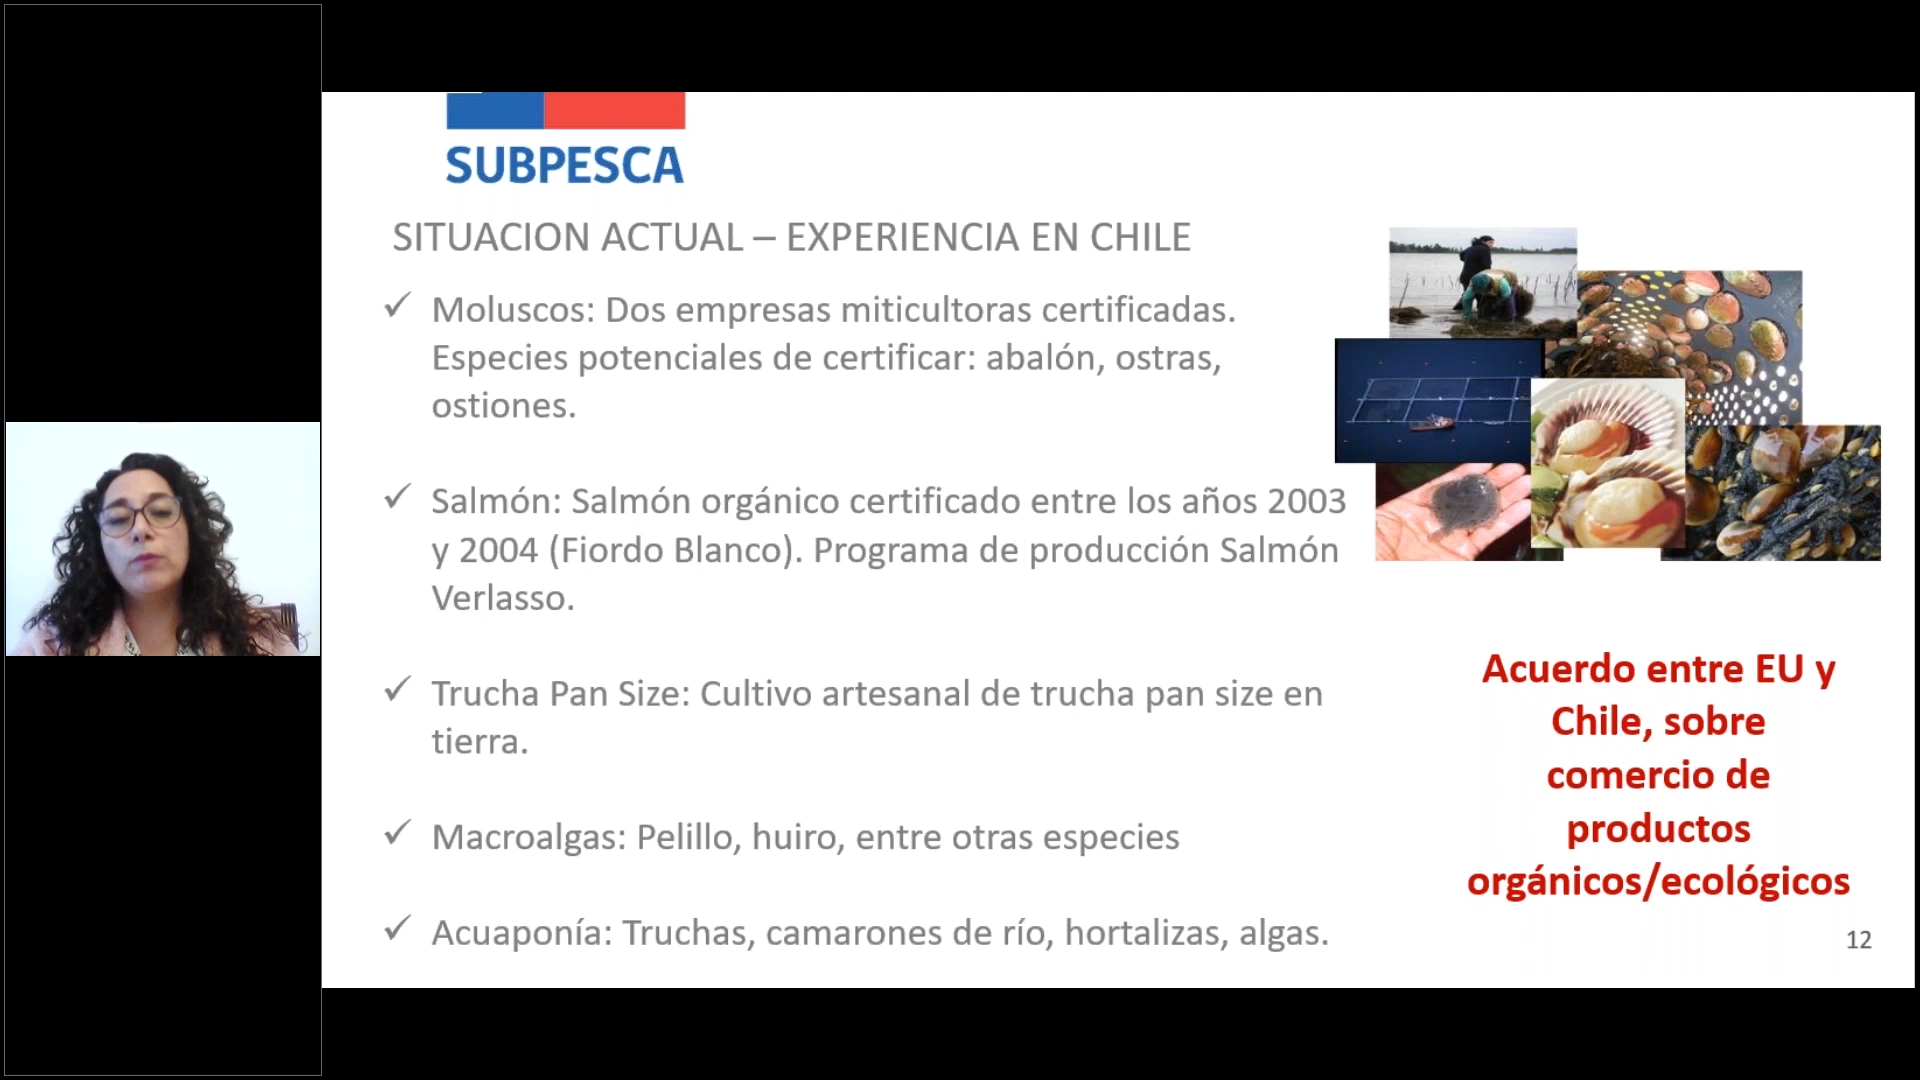 SUBPESCA
SITUACION ACTUAL – EXPERIENCIA EN CHILE
✓ Moluscos: Dos empresas miticultoras certificadas.
Especies potenciales de certificar: abalón, ostras,
ostiones.
✓ Salmón: Salmón orgánico certificado entre los años 2003
y 2004 (Fiordo Blanco). Programa de producción Salmón
Verlasso.
✓ Trucha Pan Size: Cultivo artesanal de trucha pan size en
tierra.
✓ Macroalgas: Pelillo, huiro, entre otras especies
✓ Acuaponía: Truchas, camarones de río, hortalizas, algas.
Acuerdo entre EU y
Chile, sobre
comercio de
productos
orgánicos/ecológicos
12